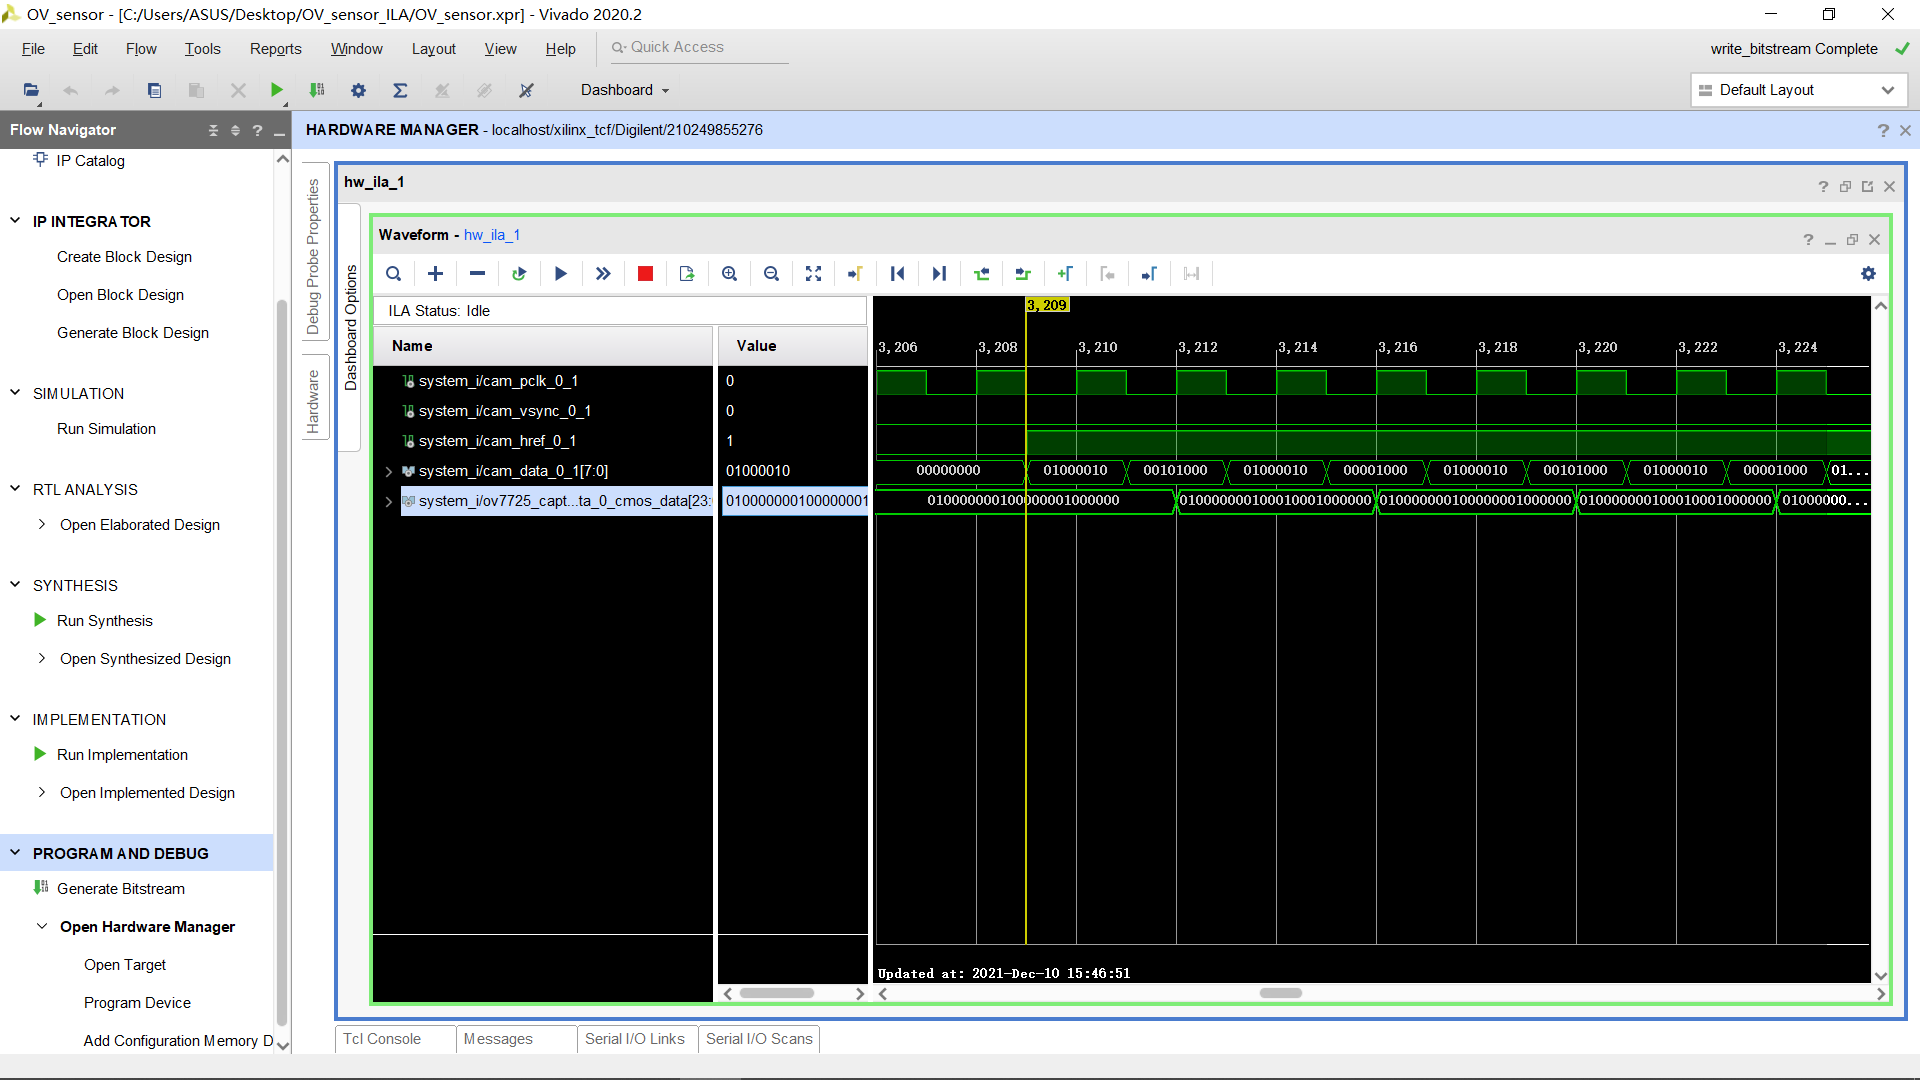 OV_sensor - [C:/Users/ASUS/Desktop/OV_sensor_ILA/OV_sensor.xpr] - Vivado 2020.2
File Edit Flow Tools Reports Window Layout View Help Quick Access write_bitstream Complete
Dashboard Default Layout
Flow Navigator
HARDWARE MANAGER - localhost/xilinx_tcf/Digilent/210249855276
IP Catalog
IP INTEGRATOR
Create Block Design
Open Block Design
Generate Block Design
SIMULATION
Run Simulation
RTL ANALYSIS
Open Elaborated Design
SYNTHESIS
Run Synthesis
Open Synthesized Design
IMPLEMENTATION
Run Implementation
Open Implemented Design
PROGRAM AND DEBUG
Generate Bitstream
Open Hardware Manager
Open Target
Program Device
Add Configuration Memory D
Debug Probe Properties
Hardware
Dashboard Options
hw_ila_1
Waveform - hw_ila_1
ILA Status: Idle
Name Value
3,209
3,206 3,208 3,210 3,212 3,214 3,216 3,218 3,220 3,222 3,224
system_i/cam_pclk_0_1 0
system_i/cam_vsync_0_1 0
system_i/cam_href_0_1 1
system_i/cam_data_0_1[7:0] 01000010 00000000 01000010 00101000 01000010 00001000 01000010 00101000 01000010 00001000 01...
system_i/ov7725_capt...ta_0_cmos_data[23: 010000000100000001 010000000100000001000000 010000000100010001000000 010000000100000001000000 010000000100010001000000 0100000...
Updated at: 2021-Dec-10 15:46:51
Tcl Console Messages Serial I/O Links Serial I/O Scans